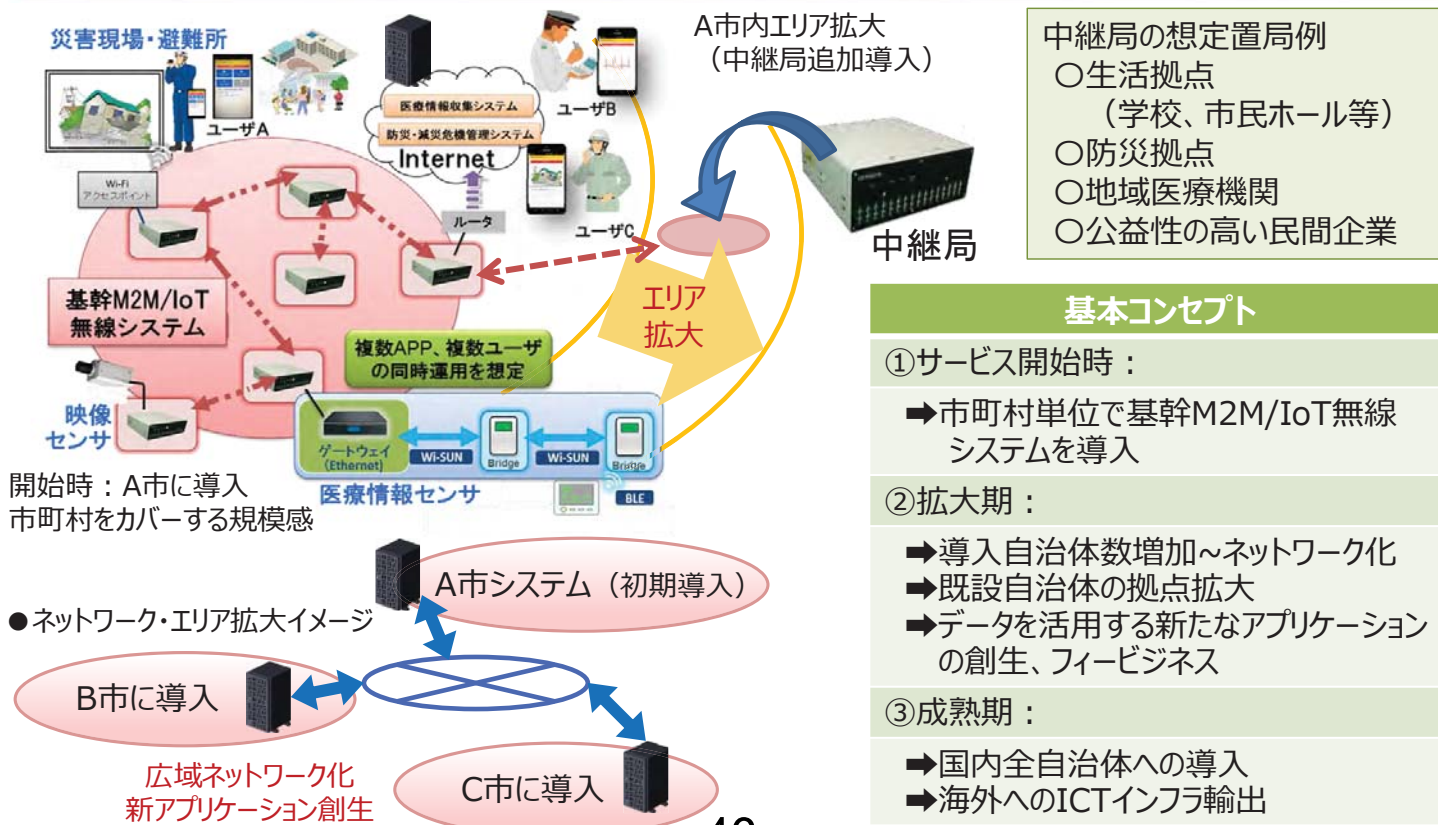 災害現場・避難所
ユーザA
医療情報収集システム
防災・減災危機管理システム
Internet
ユーザB
ユーザC
ルータ
Wi-Fi
アクセスポイント
基幹M2M/IoT
無線システム
複数APP、複数ユーザ
の同時運用を想定
映像
センサ
ゲートウェイ
(Ethernet)
Wi-SUN
Bridge
Wi-SUN
Bridge
BLE
医療情報センサ
開始時：A市に導入
市町村をカバーする規模感
A市内エリア拡大
（中継局追加導入）
中継局
エリア
拡大
中継局の想定置局例
〇生活拠点
（学校、市民ホール等）
〇防災拠点
〇地域医療機関
〇公益性の高い民間企業
基本コンセプト
①サービス開始時：
➡市町村単位で基幹M2M/IoT無線
システムを導入
②拡大期：
➡導入自治体数増加~ネットワーク化
➡既設自治体の拠点拡大
➡データを活用する新たなアプリケーション
の創生、フィービジネス
③成熟期：
➡国内全自治体への導入
➡海外へのICTインフラ輸出
●ネットワーク・エリア拡大イメージ
A市システム（初期導入）
B市に導入
C市に導入
広域ネットワーク化
新アプリケーション創生